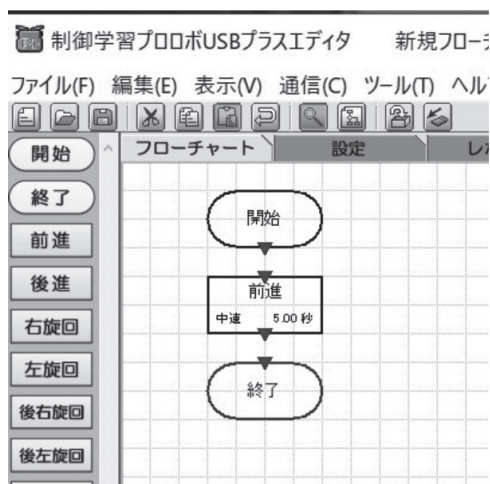 制御学習プロロボUSBプラスエディタ 新規フロー
ファイル(F) 編集(E) 表示(V) 通信(C) ツール(T) ヘル
フローチャート 設定 レ
開始
終了
前進
後進
右旋回
左旋回
後右旋回
後左旋回
開始
前進
中速 5.00 秒
終了